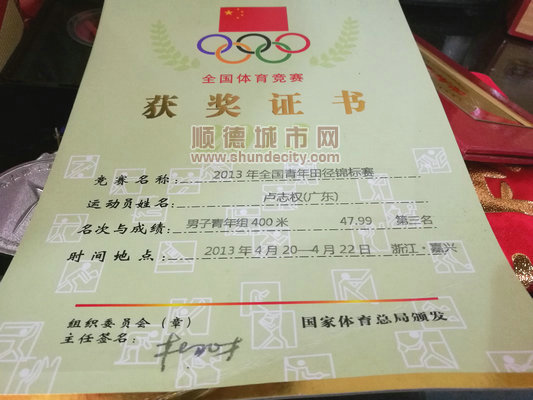 全国体育竞赛
获奖证书
顺德城市网
www.shundecity.com
竞赛名称: 2013年全国青年田径锦标赛
运动员姓名: 卢志权(广东)
名次与成绩: 男子青年组400米 47.99 第三名
时间地点: 2013年4月20—4月22日 浙江·嘉兴
组织委员会(章)
主任签名:
国家体育总局颁发